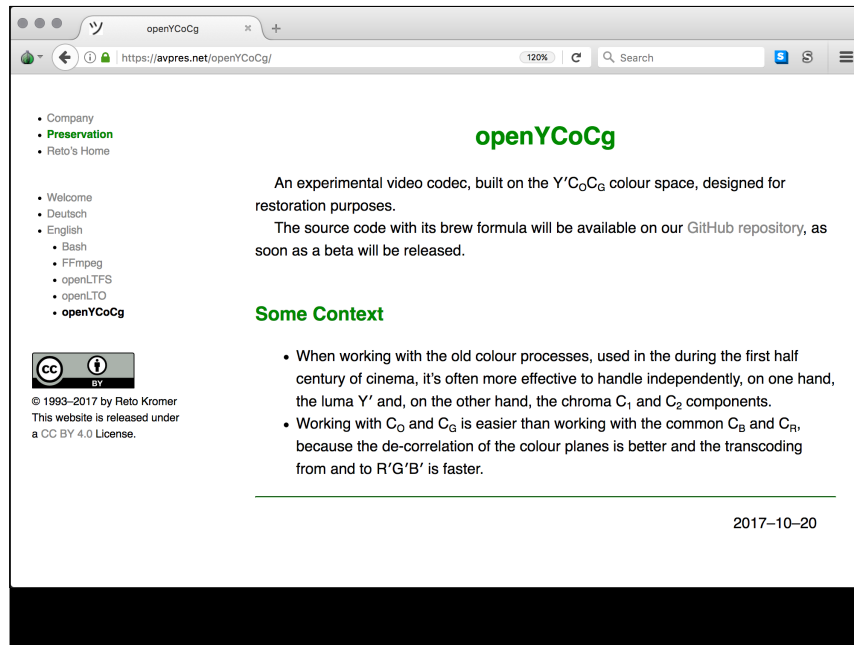 ツ openYCoCg
https://avpres.net/openYCoCg/ 120% Search S S
Company
Preservation
Reto's Home
Welcome
Deutsch
English
Bash
FFmpeg
openLTFS
openLTO
openYCoCg
cc BY
© 1993–2017 by Reto Kromer
This website is released under
a CC BY 4.0 License.
openYCoCg
An experimental video codec, built on the Y′COCG colour space, designed for
restoration purposes.
The source code with its brew formula will be available on our GitHub repository, as
soon as a beta will be released.
Some Context
When working with the old colour processes, used in the during the first half
century of cinema, it's often more effective to handle independently, on one hand,
the luma Y′ and, on the other hand, the chroma C1 and C2 components.
Working with CO and CG is easier than working with the common CB and CR,
because the de-correlation of the colour planes is better and the transcoding
from and to R′G′B′ is faster.
2017–10–20